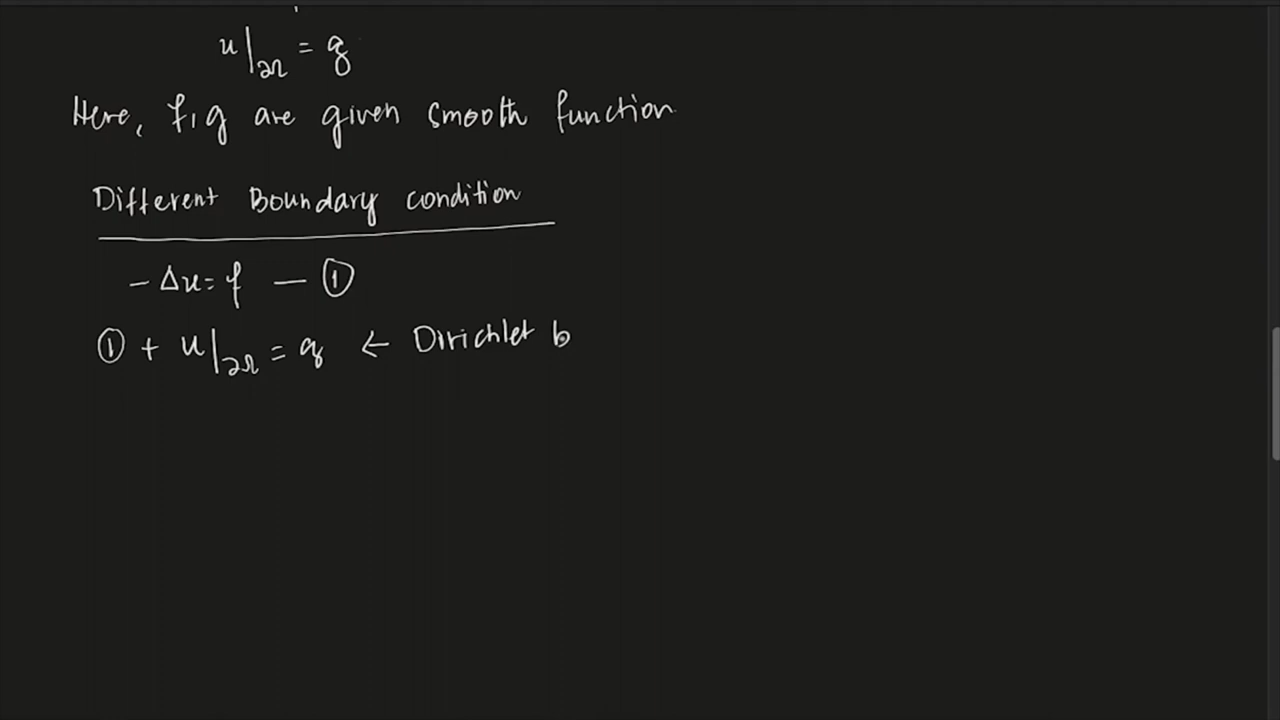 u|∂Ω = g
Here, f, g are given smooth function
Different Boundary condition
- Δu = f — ①
① + u|∂Ω = g ← Dirichlet b